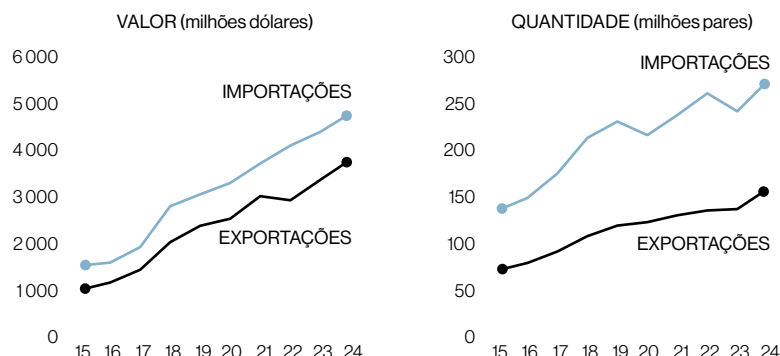 VALOR (milhões dólares)
6 000
5 000
4 000
3 000
2 000
1 000
0
IMPORTAÇÕES
EXPORTAÇÕES
15 16 17 18 19 20 21 22 23 24
QUANTIDADE (milhões pares)
300
250
200
150
100
50
0
IMPORTAÇÕES
EXPORTAÇÕES
15 16 17 18 19 20 21 22 23 24